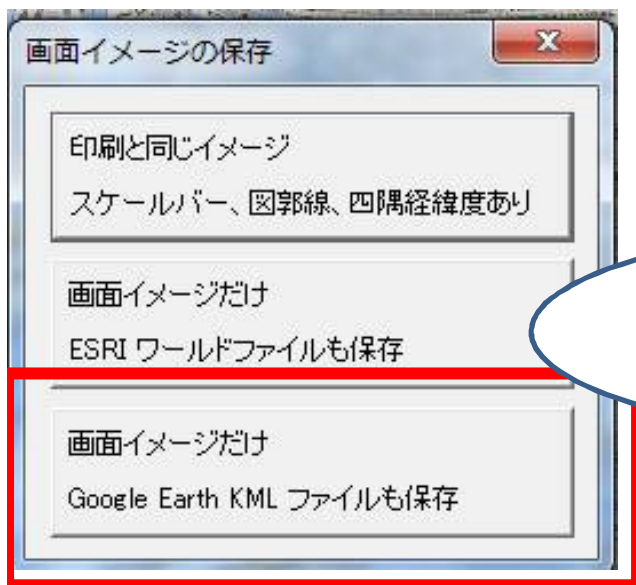 画面イメージの保存
印刷と同じイメージ
スケールバー、図郭線、四隅経緯度あり
画面イメージだけ
ESRI ワールドファイルも保存
画面イメージだけ
Google Earth KML ファイルも保存